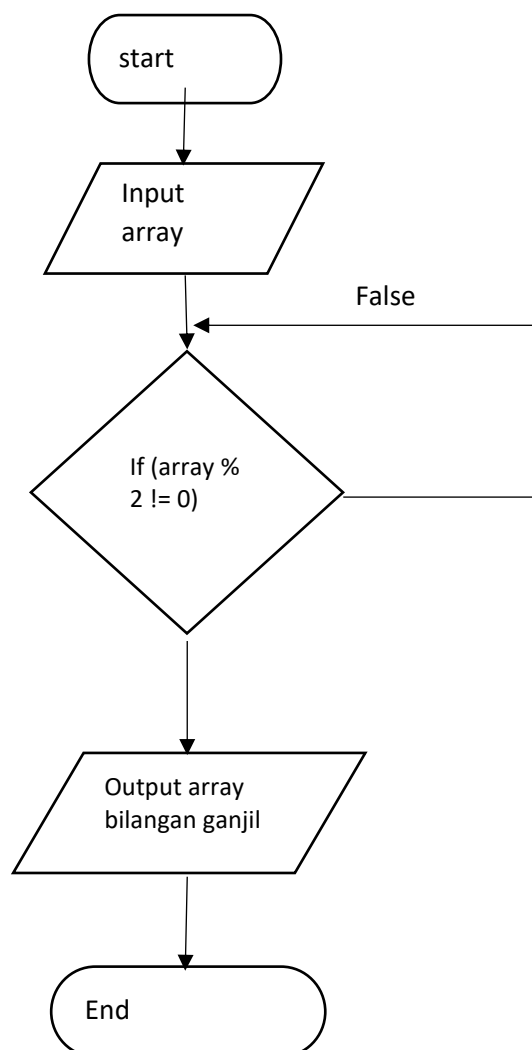 start
Input
array
False
If (array %
2 != 0)
Output array
bilangan ganjil
End